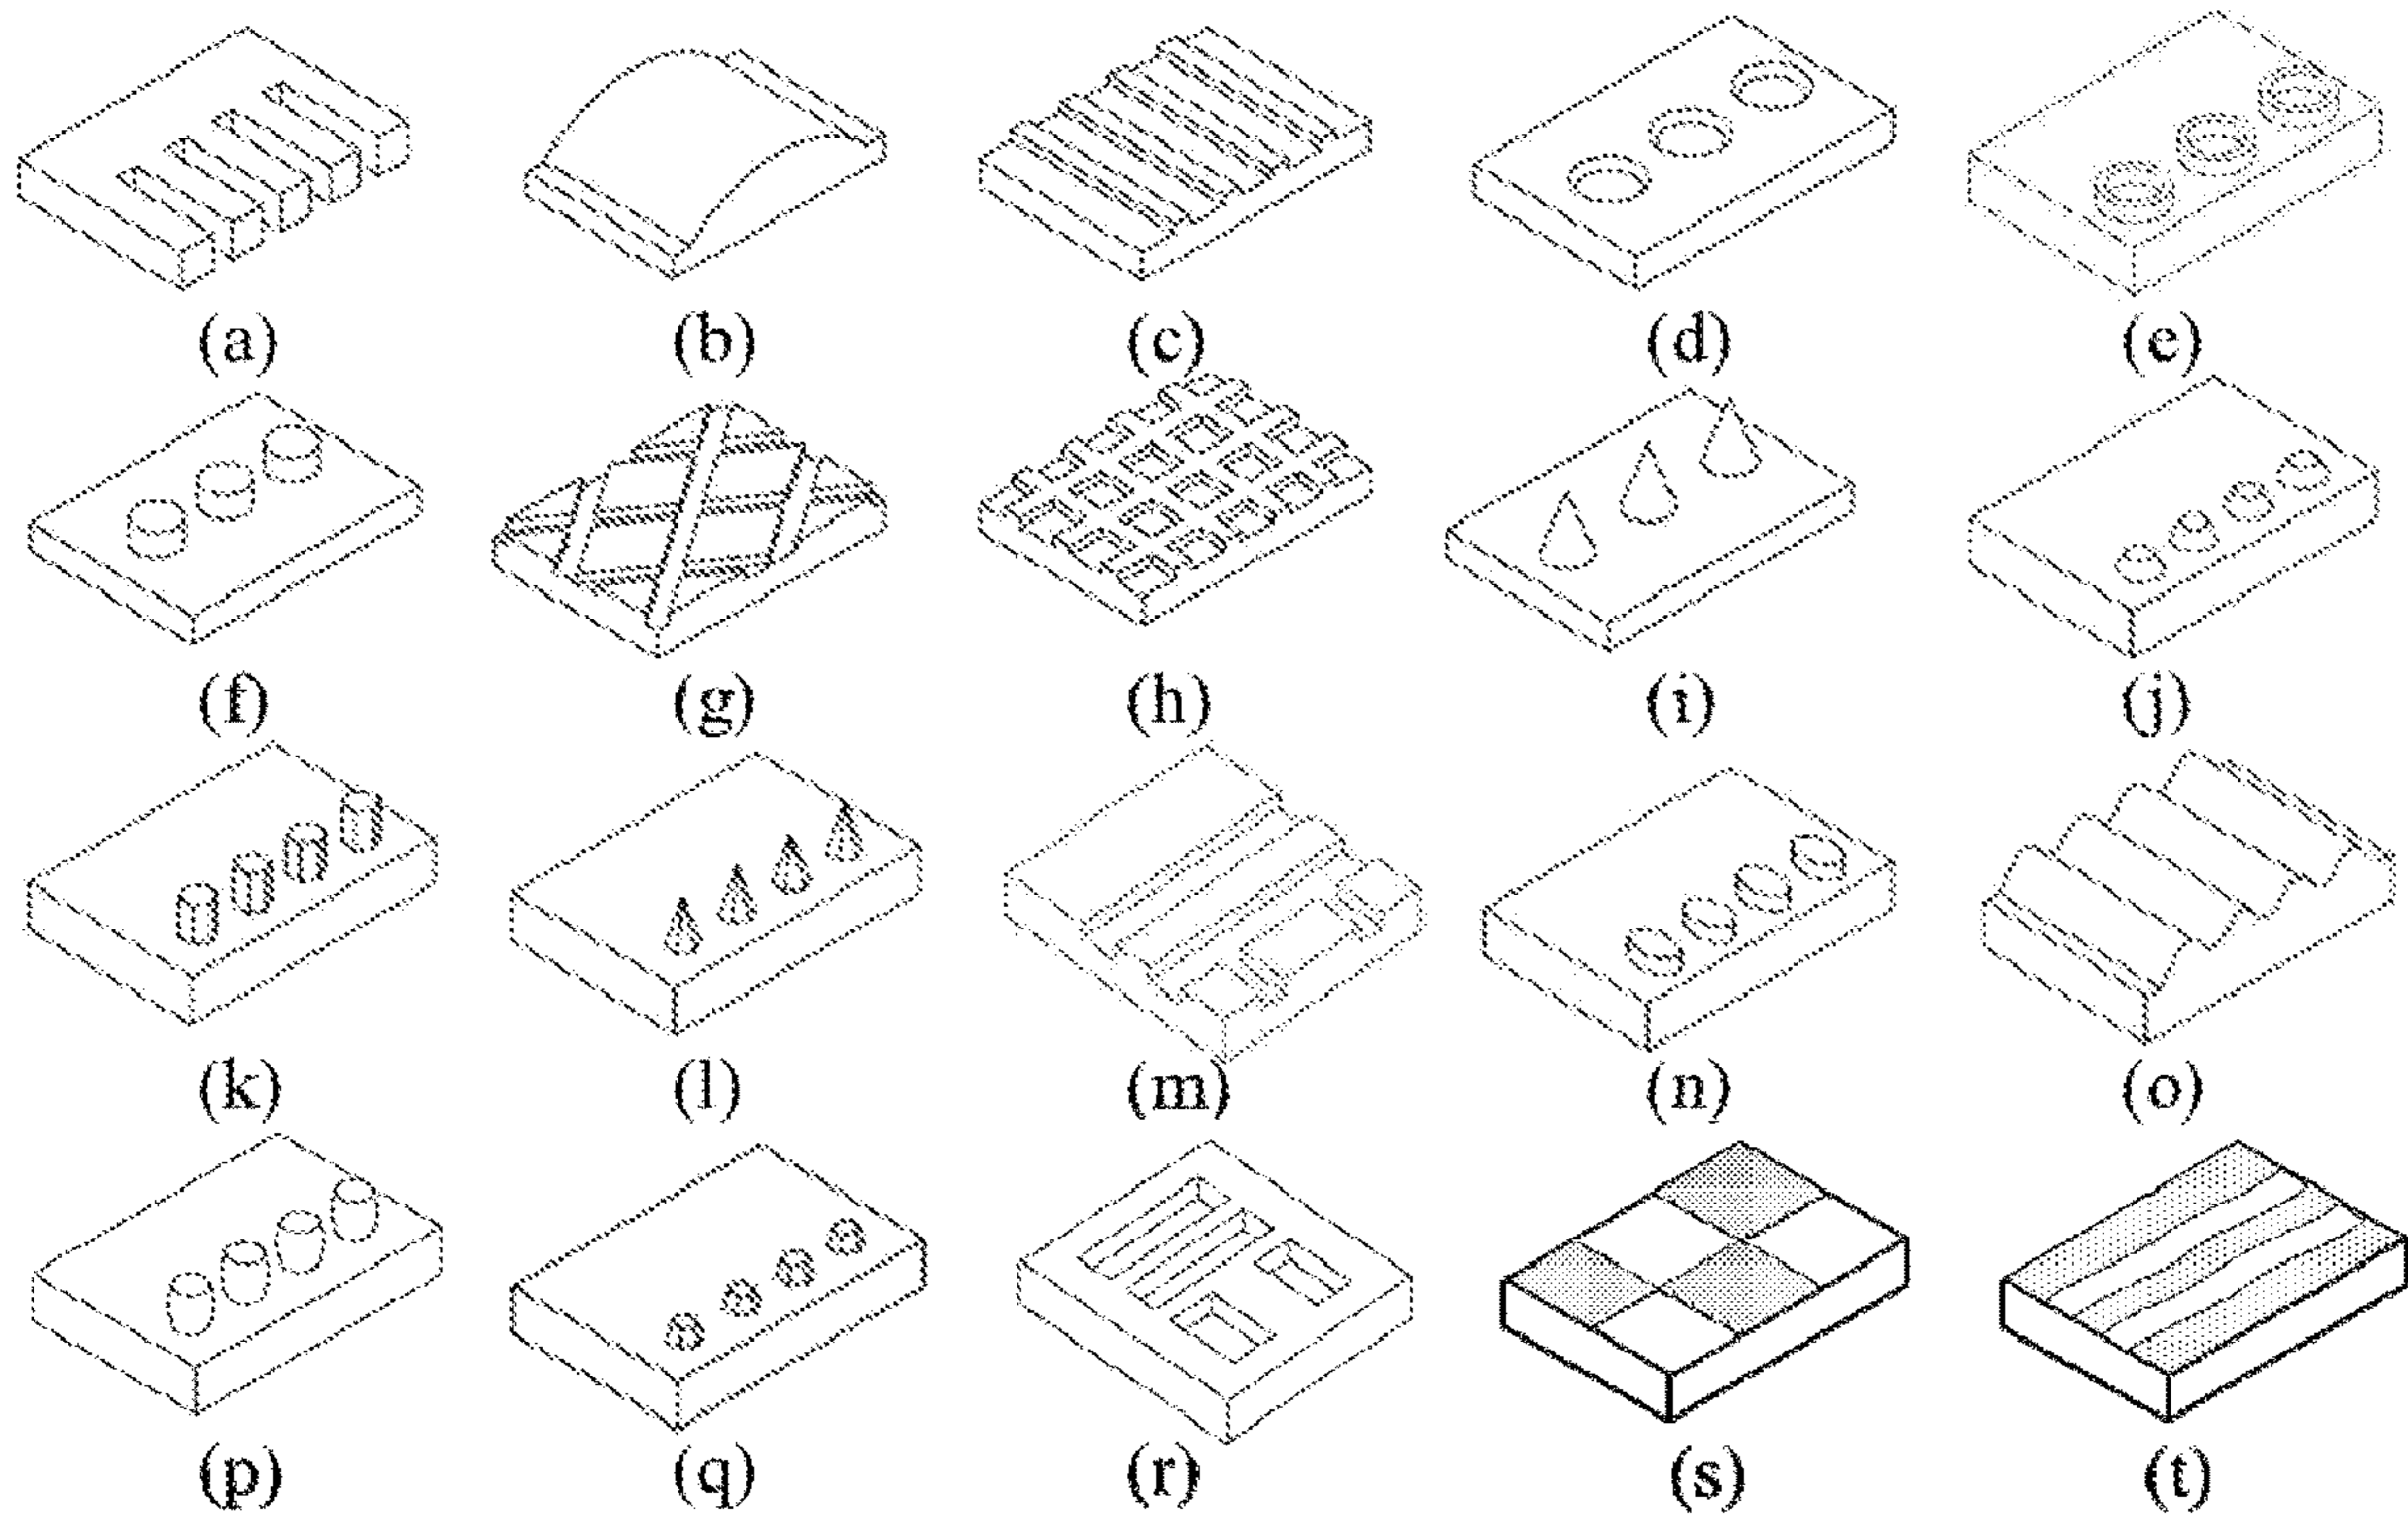 (a) (b) (c) (d) (e)
(f) (g) (h) (i) (j)
(k) (l) (m) (n) (o)
(p) (q) (r) (s) (t)